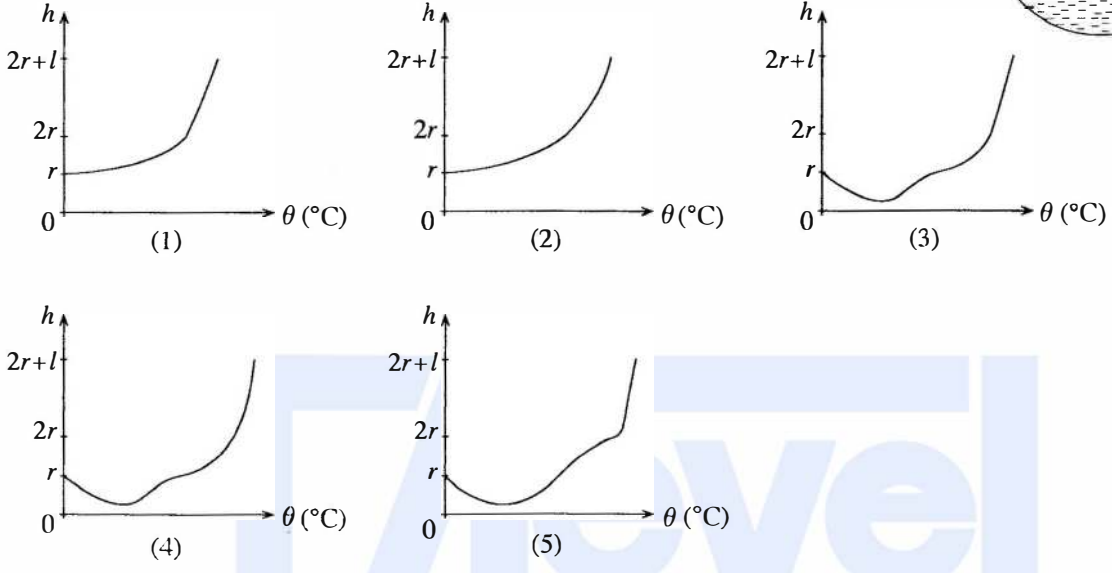 h h h
2r+l 2r+l 2r+l
2r 2r 2r
r r r
0 θ (°C) 0 θ (°C) 0 θ (°C)
(1) (2) (3)
h h
2r+l 2r+l
2r 2r
r r
0 θ (°C) 0 θ (°C)
(4) (5)